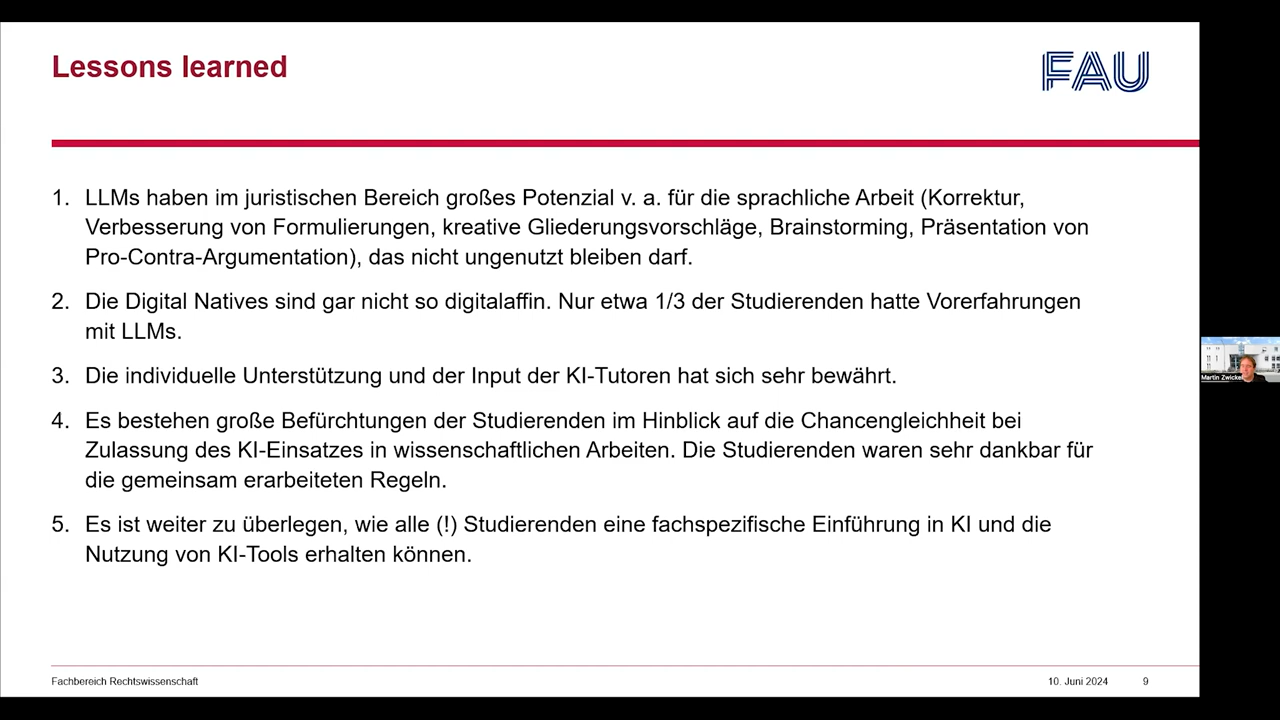 Lessons learned
FAU
1. LLMs haben im juristischen Bereich großes Potenzial v. a. für die sprachliche Arbeit (Korrektur,
Verbesserung von Formulierungen, kreative Gliederungsvorschläge, Brainstorming, Präsentation von
Pro-Contra-Argumentation), das nicht ungenutzt bleiben darf.
2. Die Digital Natives sind gar nicht so digitalaffin. Nur etwa 1/3 der Studierenden hatte Vorerfahrungen
mit LLMs.
3. Die individuelle Unterstützung und der Input der KI-Tutoren hat sich sehr bewährt.
4. Es bestehen große Befürchtungen der Studierenden im Hinblick auf die Chancengleichheit bei
Zulassung des KI-Einsatzes in wissenschaftlichen Arbeiten. Die Studierenden waren sehr dankbar für
die gemeinsam erarbeiteten Regeln.
5. Es ist weiter zu überlegen, wie alle (!) Studierenden eine fachspezifische Einführung in KI und die
Nutzung von KI-Tools erhalten können.
Martin Zwickel
Fachbereich Rechtswissenschaft
10. Juni 2024 9